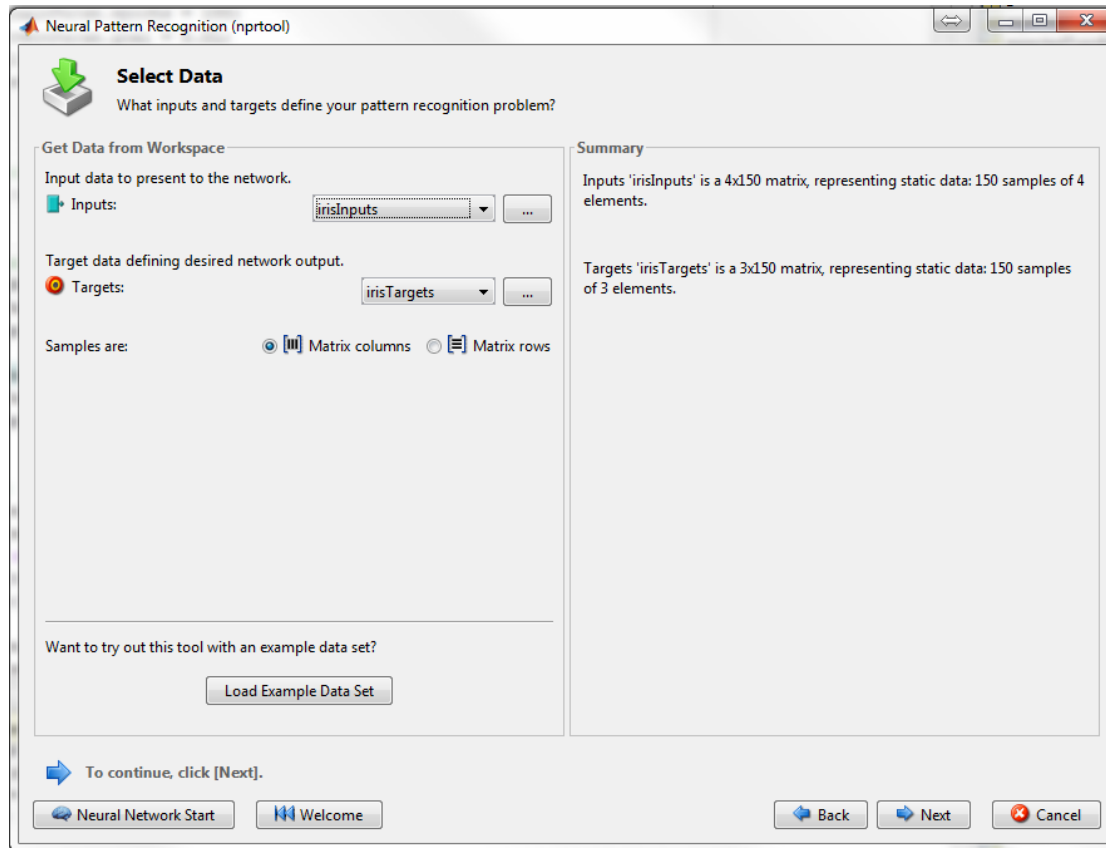 Neural Pattern Recognition (nprtool)
Select Data
What inputs and targets define your pattern recognition problem?
Get Data from Workspace
Input data to present to the network.
Inputs:
irisInputs
...
Target data defining desired network output.
Targets:
irisTargets
...
Samples are:
Matrix columns
Matrix rows
Want to try out this tool with an example data set?
Load Example Data Set
Summary
Inputs 'irisInputs' is a 4x150 matrix, representing static data: 150 samples of 4
elements.
Targets 'irisTargets' is a 3x150 matrix, representing static data: 150 samples
of 3 elements.
To continue, click [Next].
Neural Network Start
Welcome
Back
Next
Cancel